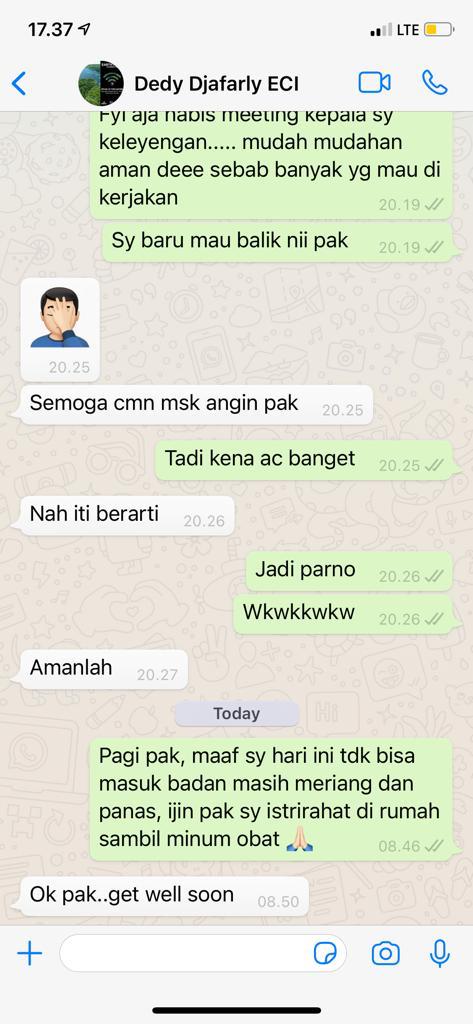 17.37
LTE
Dedy Djafarly ECI
Fyi aja habis meeting kepala sy
keleyengan..... mudah mudahan
aman deee sebab banyak yg mau di
kerjakan
20.19
Sy baru mau balik nii pak
20.19
20.25
Semoga cmn msk angin pak
20.25
Tadi kena ac banget
20.25
Nah iti berarti
20.26
Jadi parno
20.26
Wkwkkwkw
20.26
Amanlah
20.27
Today
Pagi pak, maaf sy hari ini tdk bisa
masuk badan masih meriang dan
panas, ijin pak sy istrirahat di rumah
sambil minum obat 🙏🏻
08.46
Ok pak..get well soon
08.50